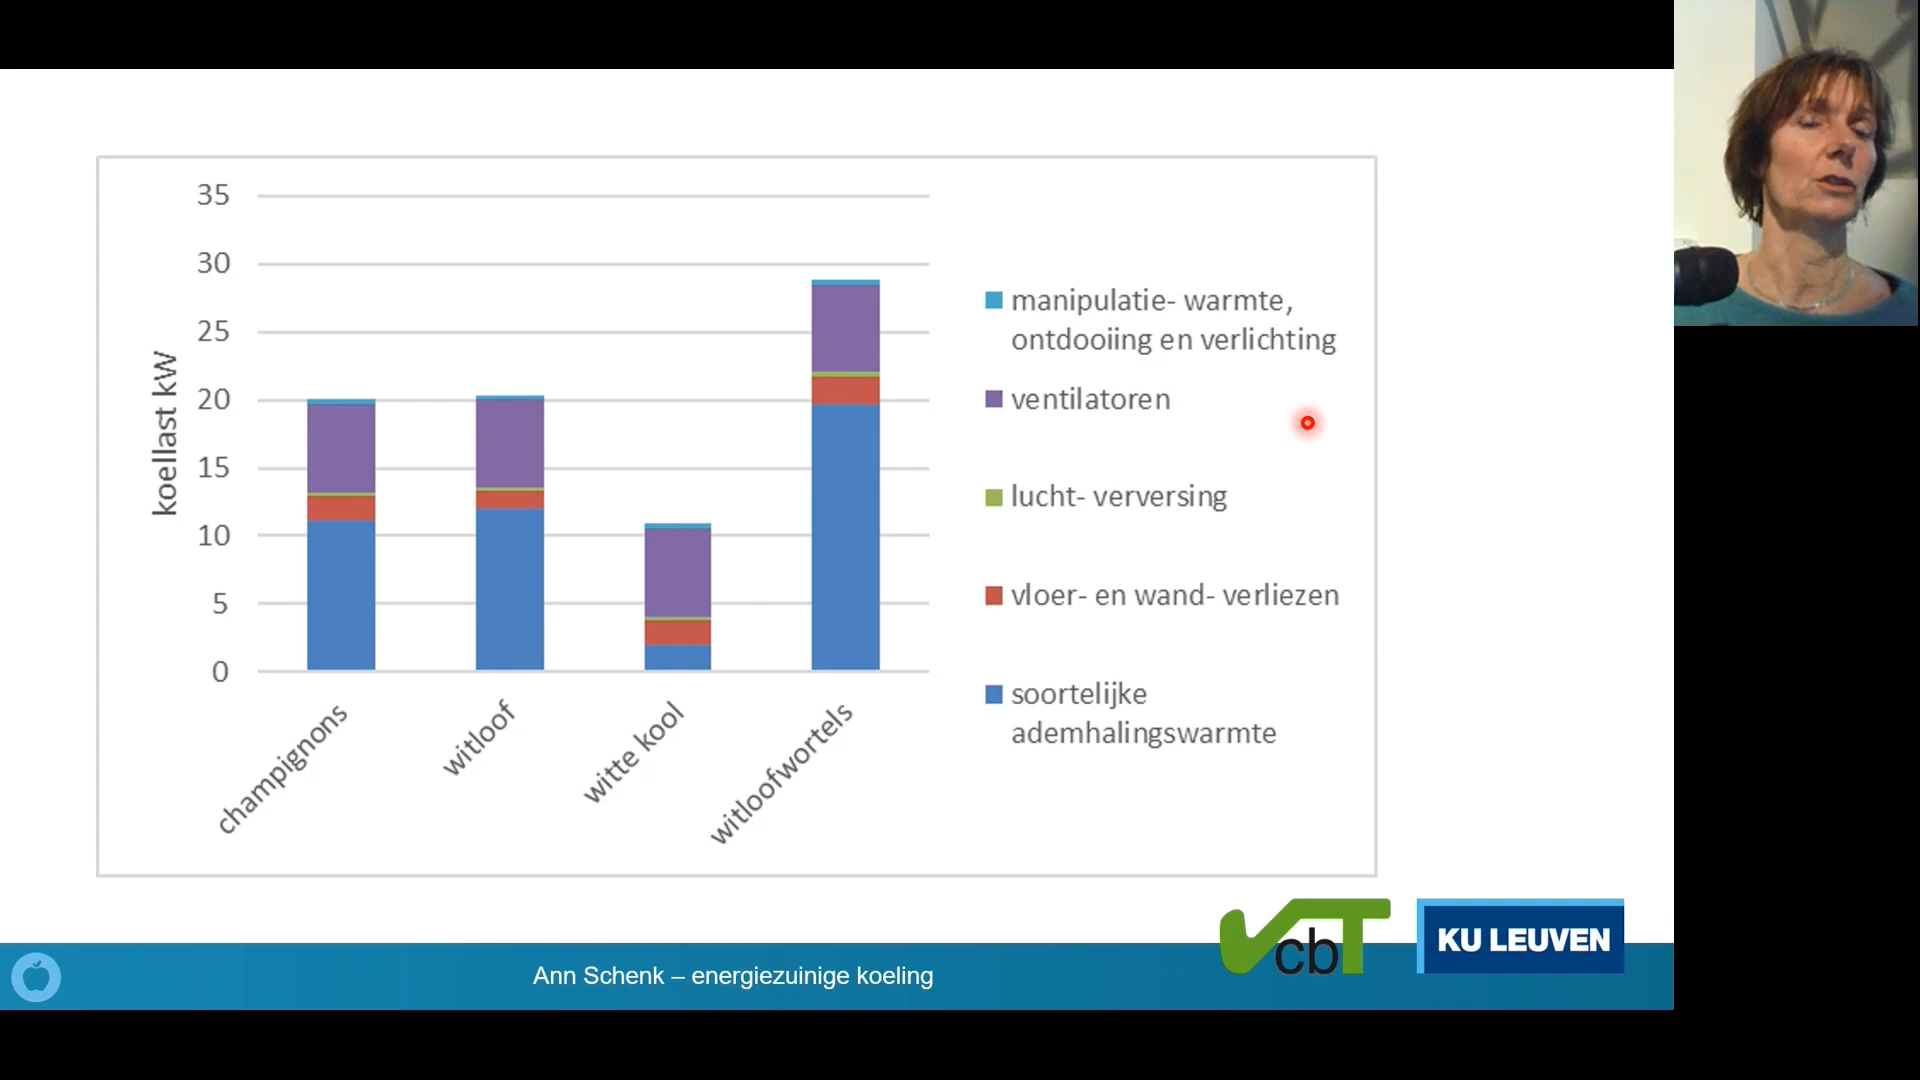 35
30
25
20
15
10
5
0
koellast kW
champignons
witloof
witte kool
witloofwortels
manipulatie- warmte,
ontdooiing en verlichting
ventilatoren
lucht- verversing
vloer- en wand- verliezen
soortelijke
ademhalingswarmte
Ann Schenk – energiezuinige koeling
vcbT
KU LEUVEN